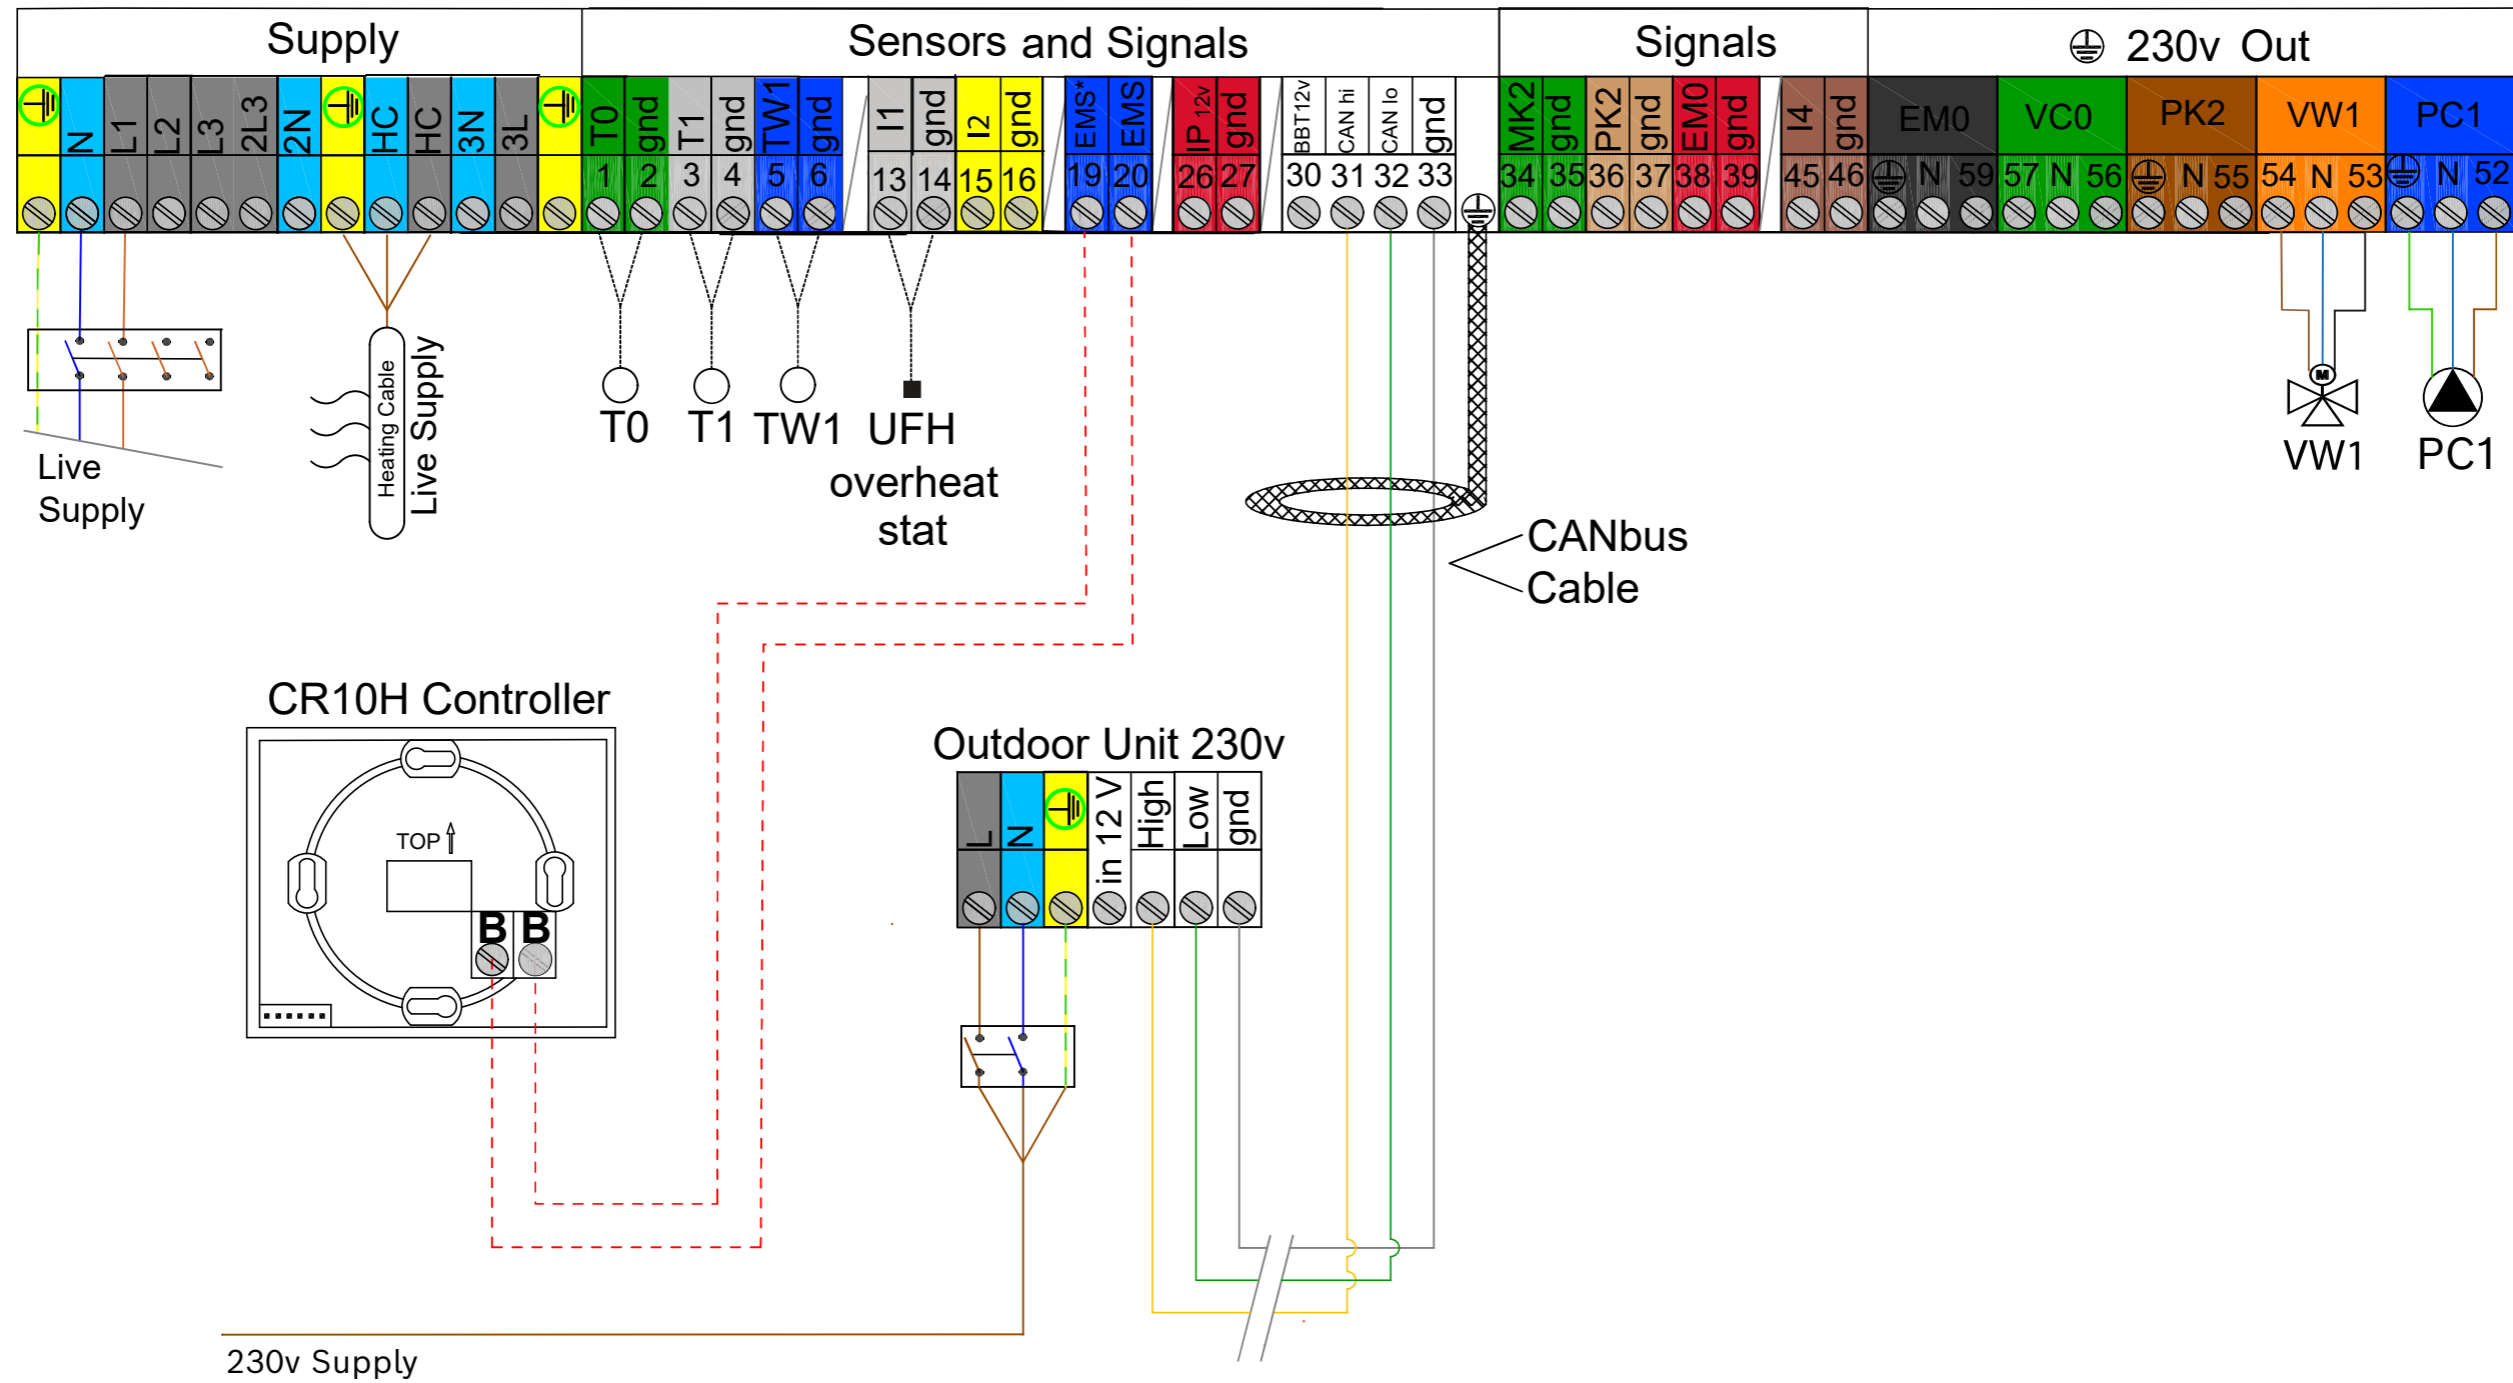 Supply
Sensors and Signals
Signals
230v Out
N L1 L2 L3 2L3 2N HC HC 3N 3L
T0 gnd T1 gnd TW1 gnd I1 gnd I2 gnd EMS* EMS IP 12v gnd BBT12v CAN hi CAN lo gnd
MK2 gnd PK2 gnd EM0 gnd I4 gnd
EM0 VC0 PK2 VW1 PC1
1 2 3 4 5 6 13 14 15 16 19 20 26 27 30 31 32 33
34 35 36 37 38 39 45 46 N 59 57 N 56 N 55 54 N 53 N 52
Live
Supply
Heating Cable
Live Supply
T0
T1
TW1
UFH
overheat
stat
M
VW1
PC1
CANbus
Cable
CR10H Controller
TOP
B B
Outdoor Unit 230v
L N in 12 V High Low gnd
230v Supply